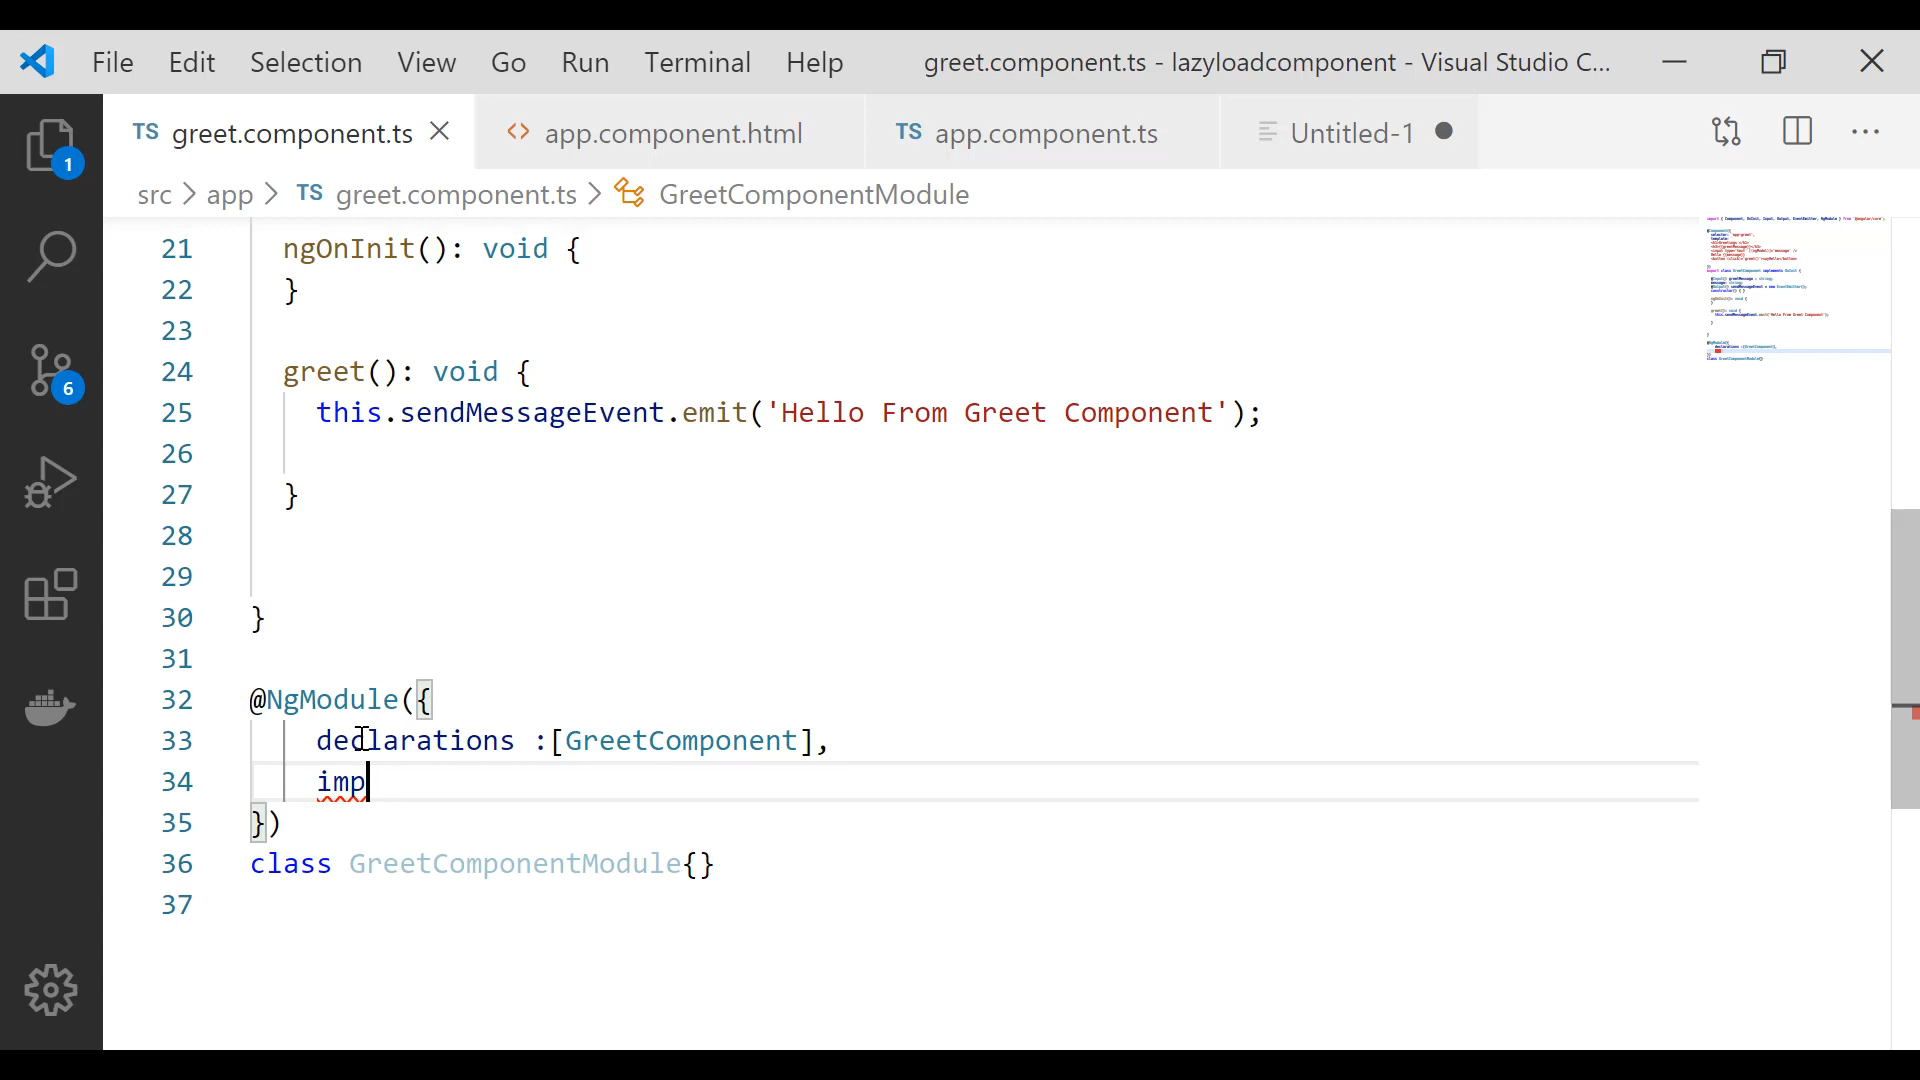 File Edit Selection View Go Run Terminal Help greet.component.ts - lazyloadcomponent - Visual Studio C...
TS greet.component.ts app.component.html TS app.component.ts Untitled-1
src > app > TS greet.component.ts > GreetComponentModule
1
6
21 ngOnInit(): void {
22 }
23
24 greet(): void {
25 this.sendMessageEvent.emit('Hello From Greet Component');
26
27 }
28
29
30 }
31
32 @NgModule({
33 declarations :[GreetComponent],
34 imp
35 })
36 class GreetComponentModule{}
37